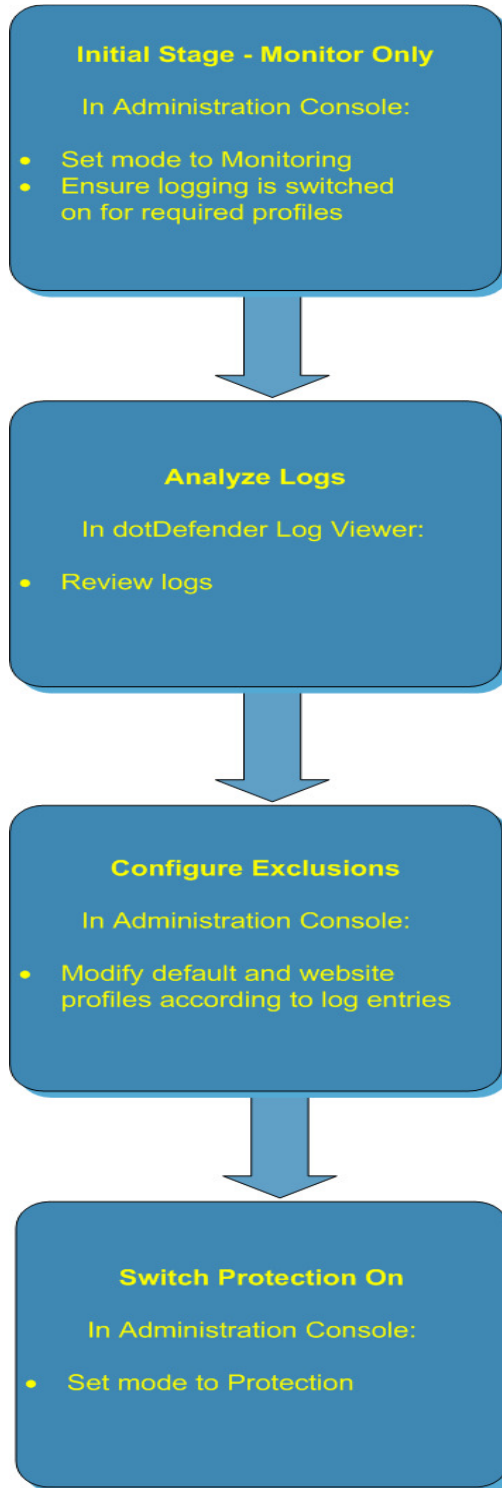 Initial Stage - Monitor Only
In Administration Console:
• Set mode to Monitoring
• Ensure logging is switched
on for required profiles
Analyze Logs
In dotDefender Log Viewer:
• Review logs
Configure Exclusions
In Administration Console:
• Modify default and website
profiles according to log entries
Switch Protection On
In Administration Console:
• Set mode to Protection